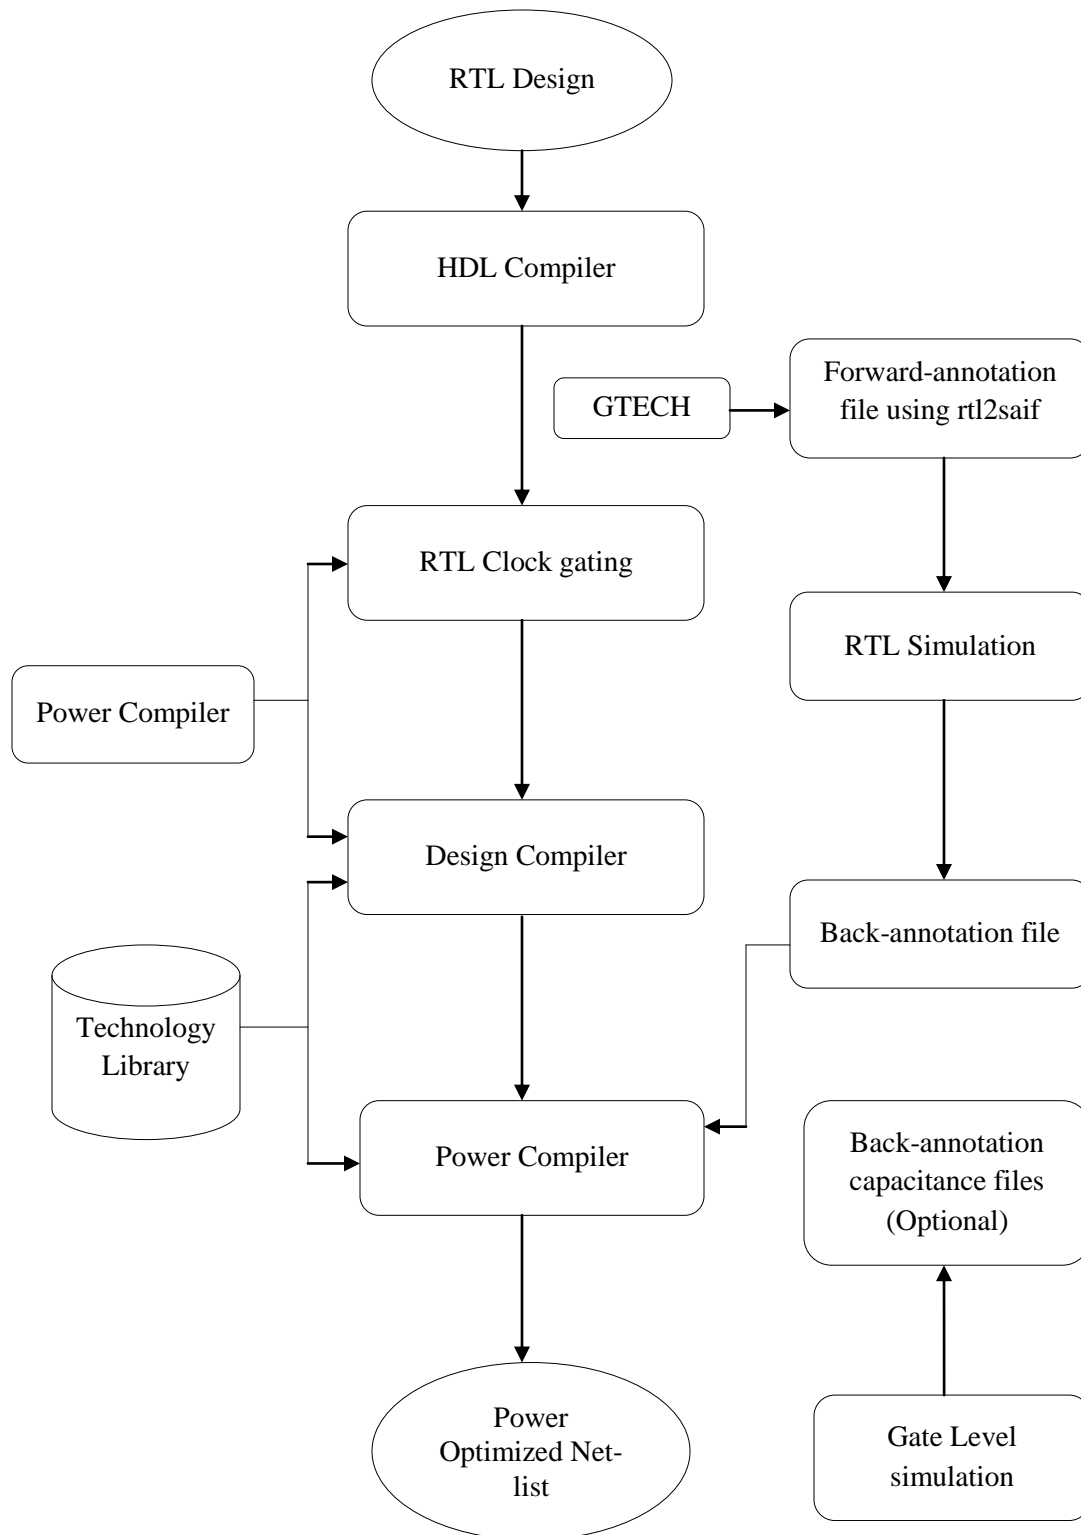 RTL Design
HDL Compiler
GTECH
Forward-annotation
file using rtl2saif
RTL Clock gating
RTL Simulation
Power Compiler
Design Compiler
Back-annotation file
Technology
Library
Power Compiler
Back-annotation
capacitance files
(Optional)
Power
Optimized Net-
list
Gate Level
simulation